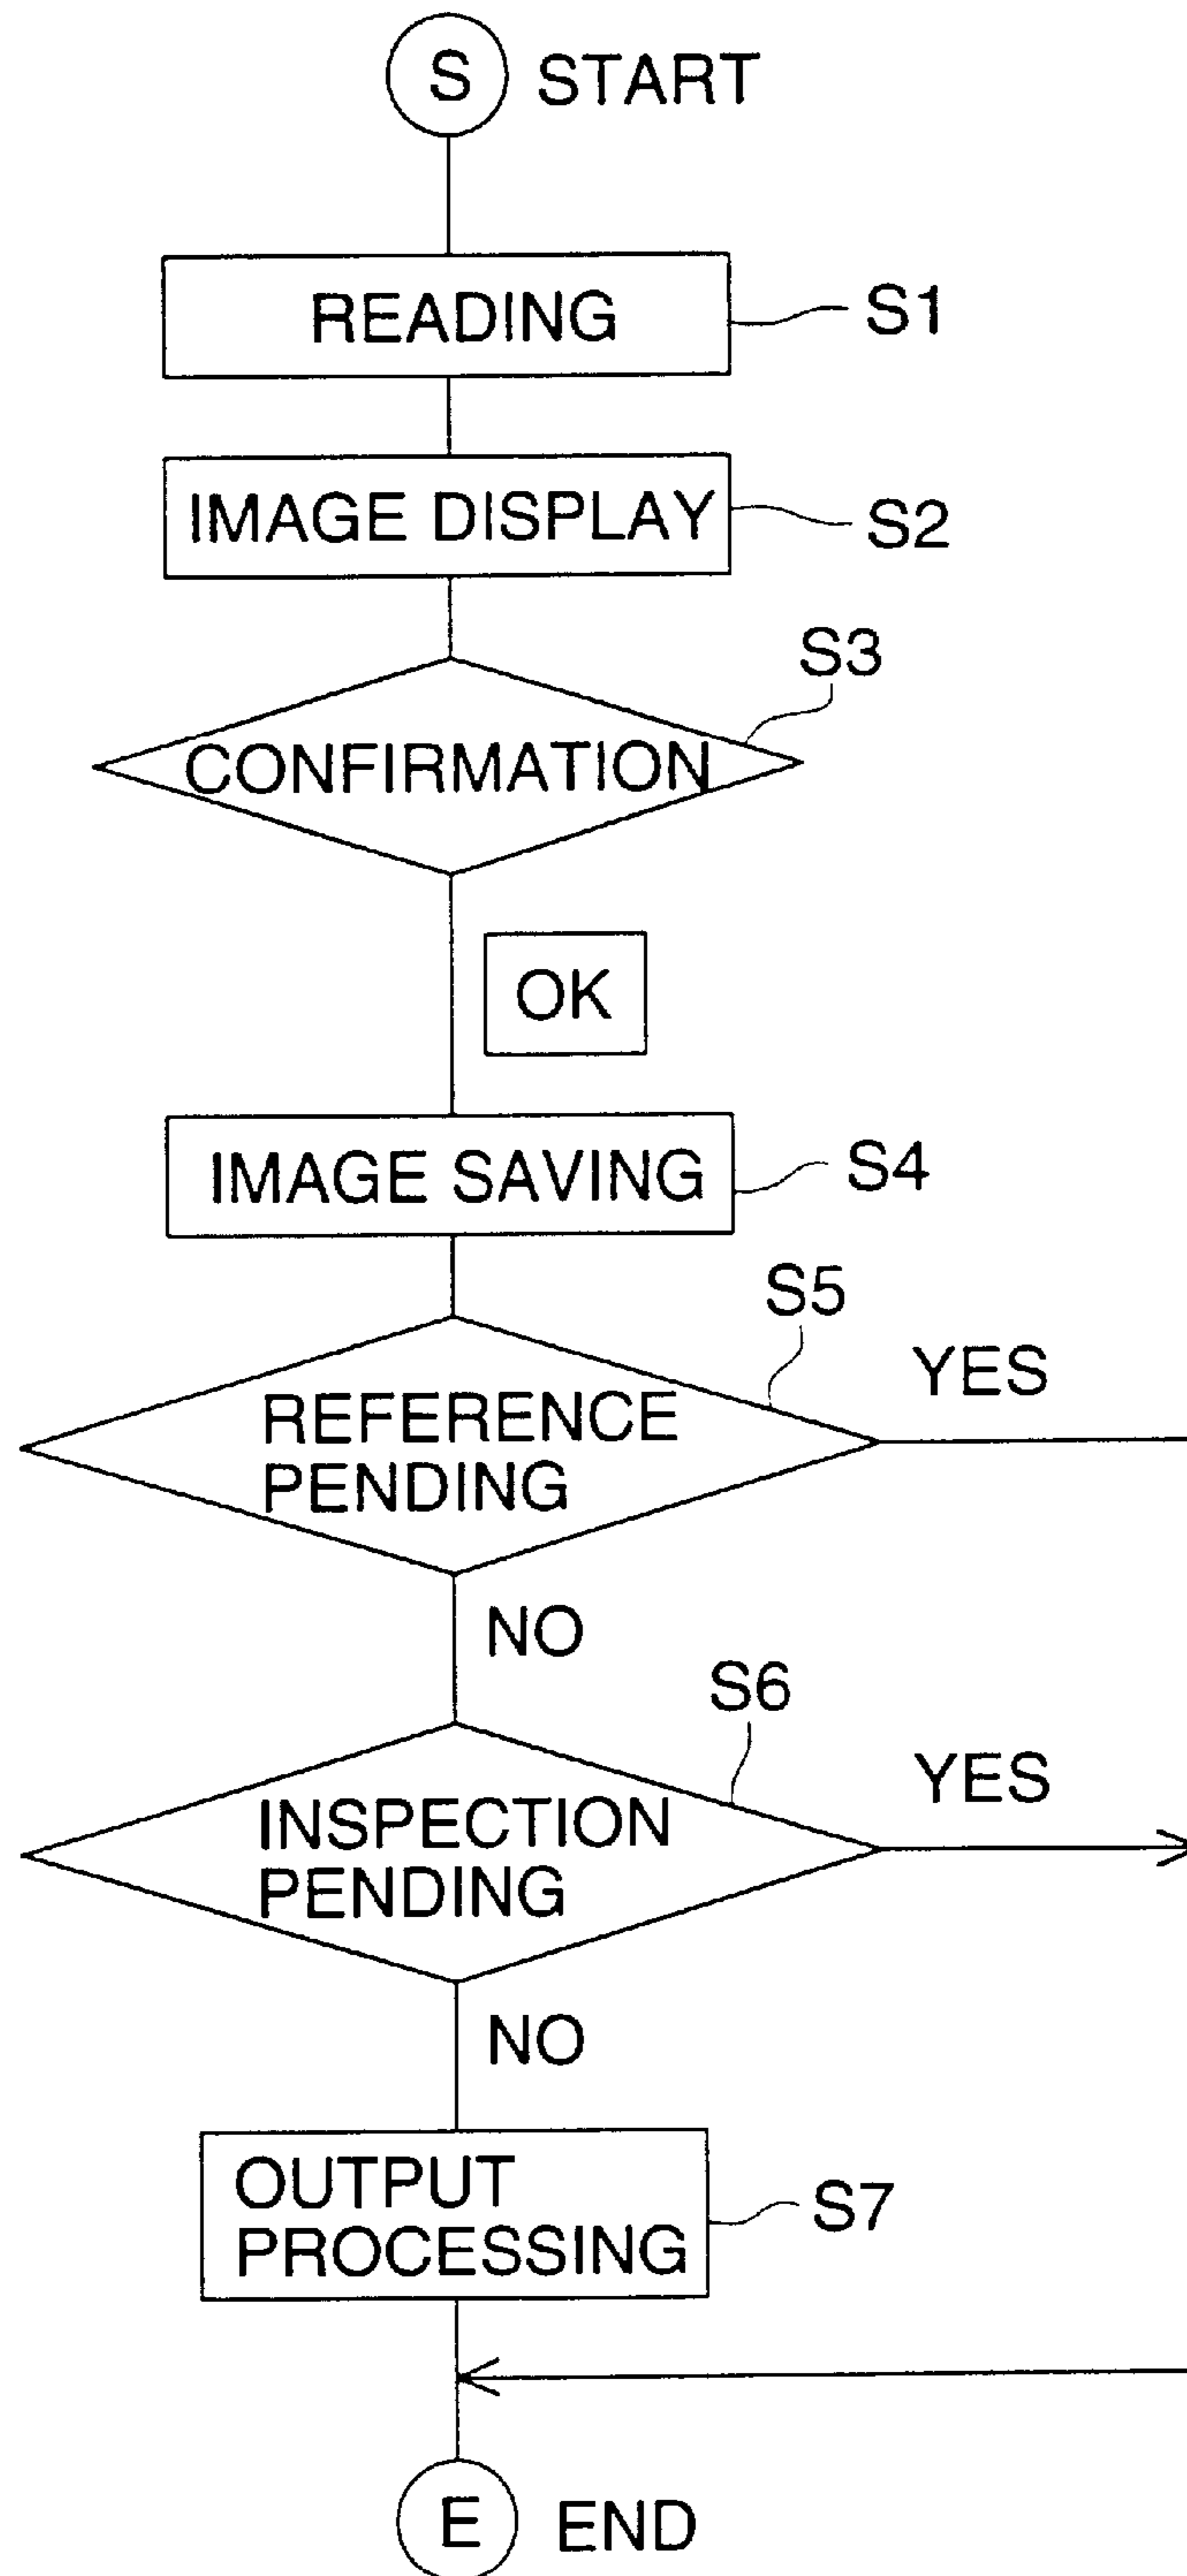 S START
READING S1
IMAGE DISPLAY S2
S3
CONFIRMATION
OK
IMAGE SAVING S4
S5
YES
REFERENCE
PENDING
NO
S6
YES
INSPECTION
PENDING
NO
OUTPUT
PROCESSING S7
E END